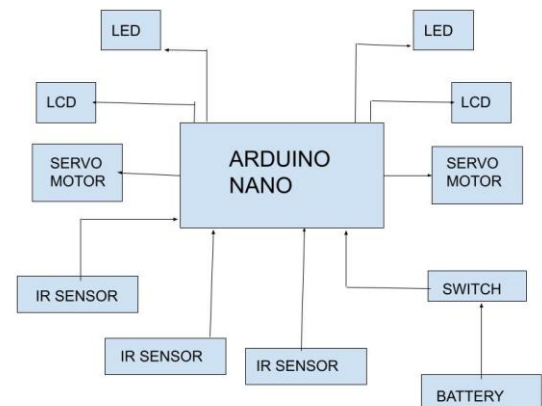 LED
LED
LCD
LCD
ARDUINO
NANO
SERVO
MOTOR
SERVO
MOTOR
IR SENSOR
SWITCH
IR SENSOR
IR SENSOR
BATTERY